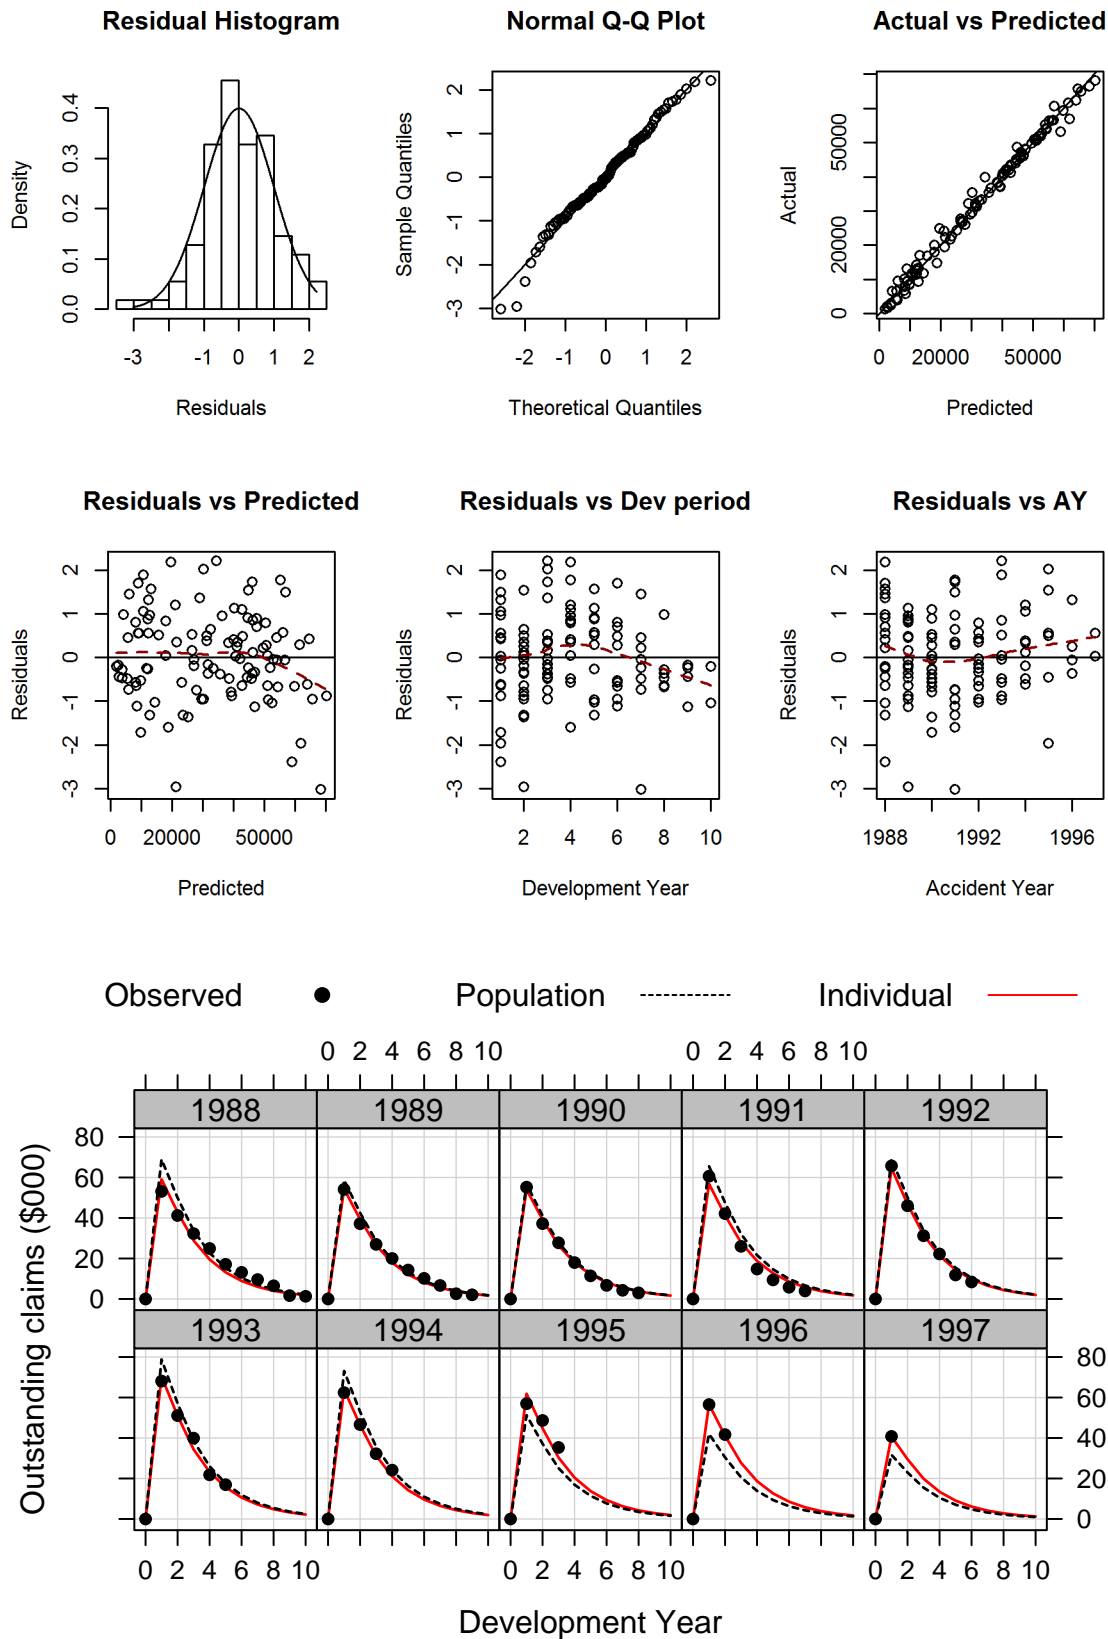 Residual Histogram Normal Q-Q Plot Actual vs Predicted
Density
0.0 0.1 0.2 0.3 0.4
-3 -1 0 1 2
Residuals
Sample Quantiles
-3 -2 -1 0 1 2
-2 -1 0 1 2
Theoretical Quantiles
Actual
0 20000 50000
0 20000 50000
Predicted
Residuals vs Predicted Residuals vs Dev period Residuals vs AY
Residuals
-3 -2 -1 0 1 2
0 20000 50000
Predicted
Residuals
-3 -2 -1 0 1 2
2 4 6 8 10
Development Year
Residuals
-3 -2 -1 0 1 2
1988 1992 1996
Accident Year
Observed Population Individual
0 2 4 6 8 10 0 2 4 6 8 10
1988 1989 1990 1991 1992
80
60
40
20
0
1993 1994 1995 1996 1997
80
60
40
20
0
Outstanding claims ($000)
0 2 4 6 8 10 0 2 4 6 8 10 0 2 4 6 8 10
Development Year